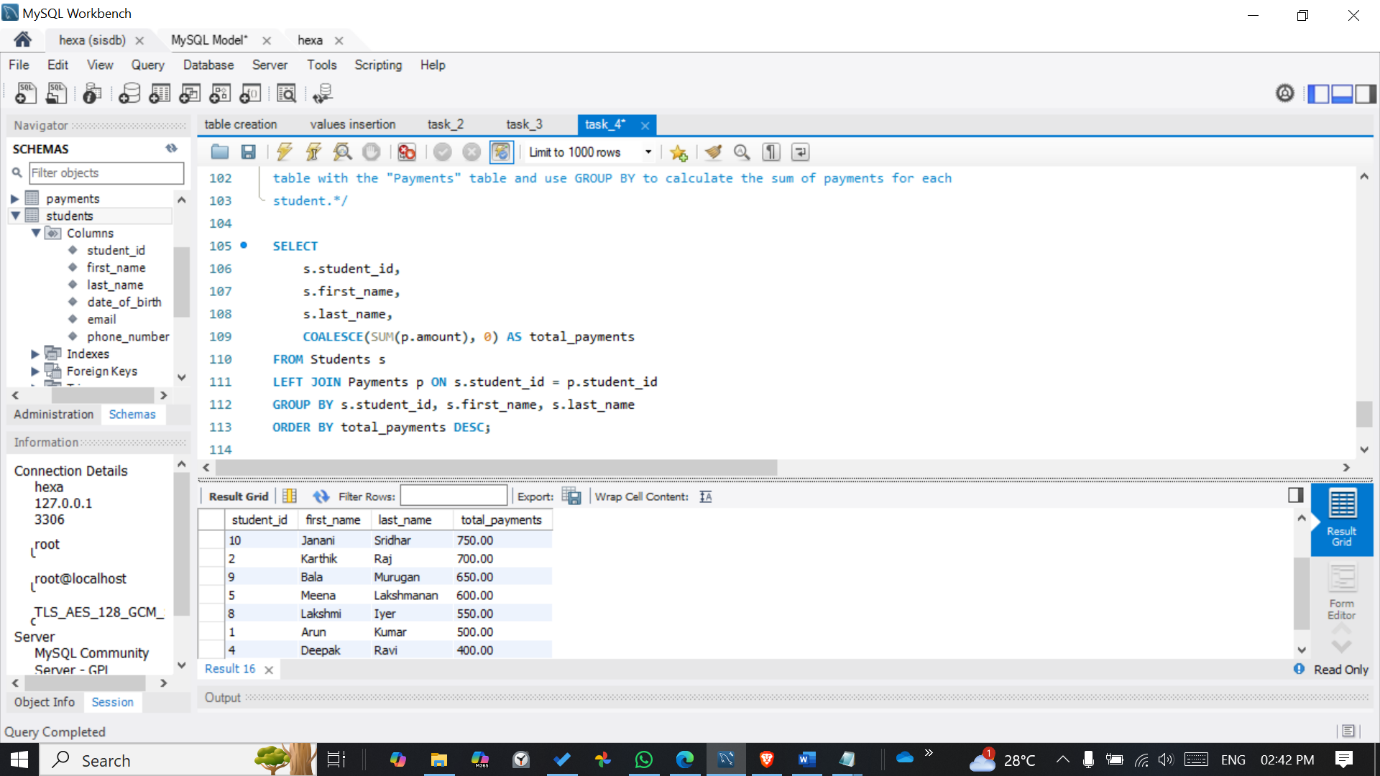 MySQL Workbench
hexa (sisdb)
MySQL Model*
hexa
File Edit View Query Database Server Tools Scripting Help
Navigator
SCHEMAS
Filter objects
payments
students
Columns
student_id
first_name
last_name
date_of_birth
email
phone_number
Indexes
Foreign Keys
Administration Schemas
Information
Connection Details
hexa
127.0.0.1
3306
root
root@localhost
TLS_AES_128_GCM_
Server
MySQL Community
Server - GPL
Object Info Session
Query Completed
table creation values insertion task_2 task_3 task_4*
Limit to 1000 rows
102 table with the "Payments" table and use GROUP BY to calculate the sum of payments for each
103 student.*/
104
105 SELECT
106 s.student_id,
107 s.first_name,
108 s.last_name,
109 COALESCE(SUM(p.amount), 0) AS total_payments
110 FROM Students s
111 LEFT JOIN Payments p ON s.student_id = p.student_id
112 GROUP BY s.student_id, s.first_name, s.last_name
113 ORDER BY total_payments DESC;
114
Result Grid Filter Rows: Export: Wrap Cell Content:
student_id first_name last_name total_payments
10 Janani Sridhar 750.00
2 Karthik Raj 700.00
9 Bala Murugan 650.00
5 Meena Lakshmanan 600.00
8 Lakshmi Iyer 550.00
1 Arun Kumar 500.00
4 Deepak Ravi 400.00
Result 16
Result
Grid
Form
Editor
Read Only
Output
Search
1
28°C
ENG
02:42 PM